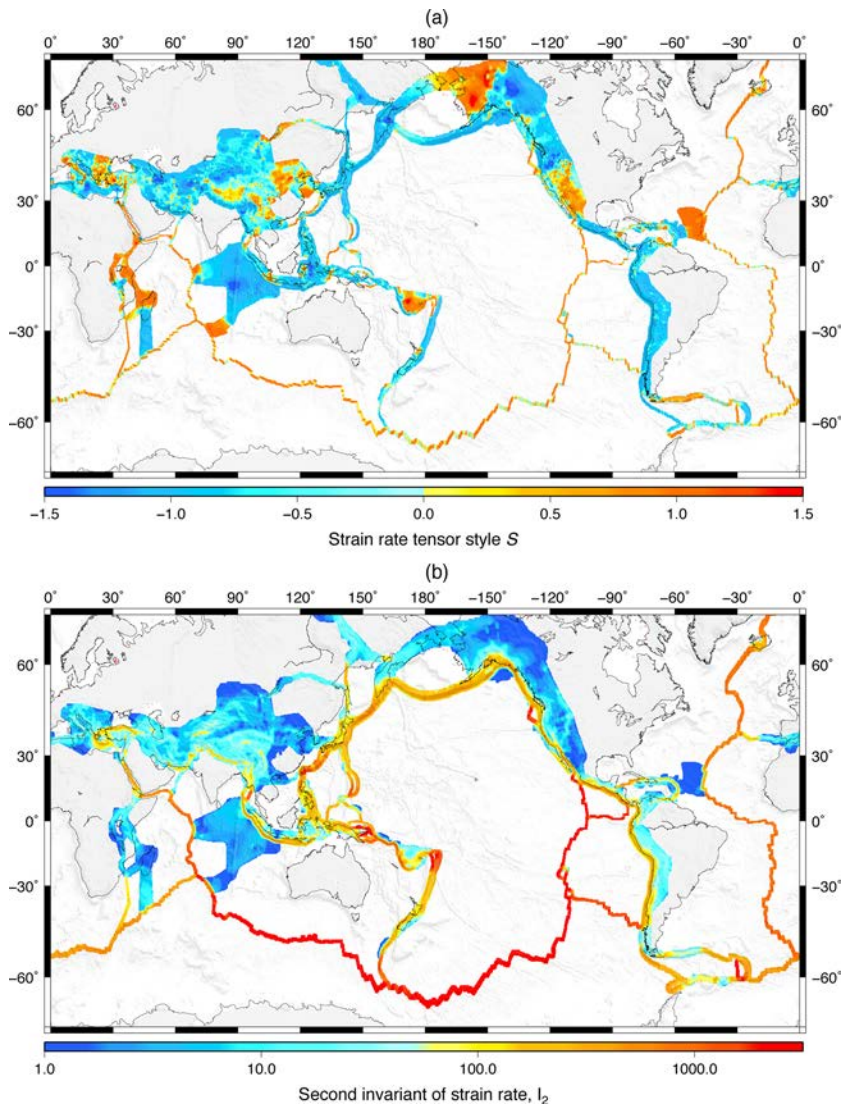 (a)
0° 30° 60° 90° 120° 150° 180° −150° −120° −90° −60° −30° 0°
60° 60°
30° 30°
0° 0°
−30° −30°
−60° −60°
−1.5 −1.0 −0.5 0.0 0.5 1.0 1.5
Strain rate tensor style S
(b)
0° 30° 60° 90° 120° 150° 180° −150° −120° −90° −60° −30° 0°
60° 60°
30° 30°
0° 0°
−30° −30°
−60° −60°
1.0 10.0 100.0 1000.0
Second invariant of strain rate, I₂